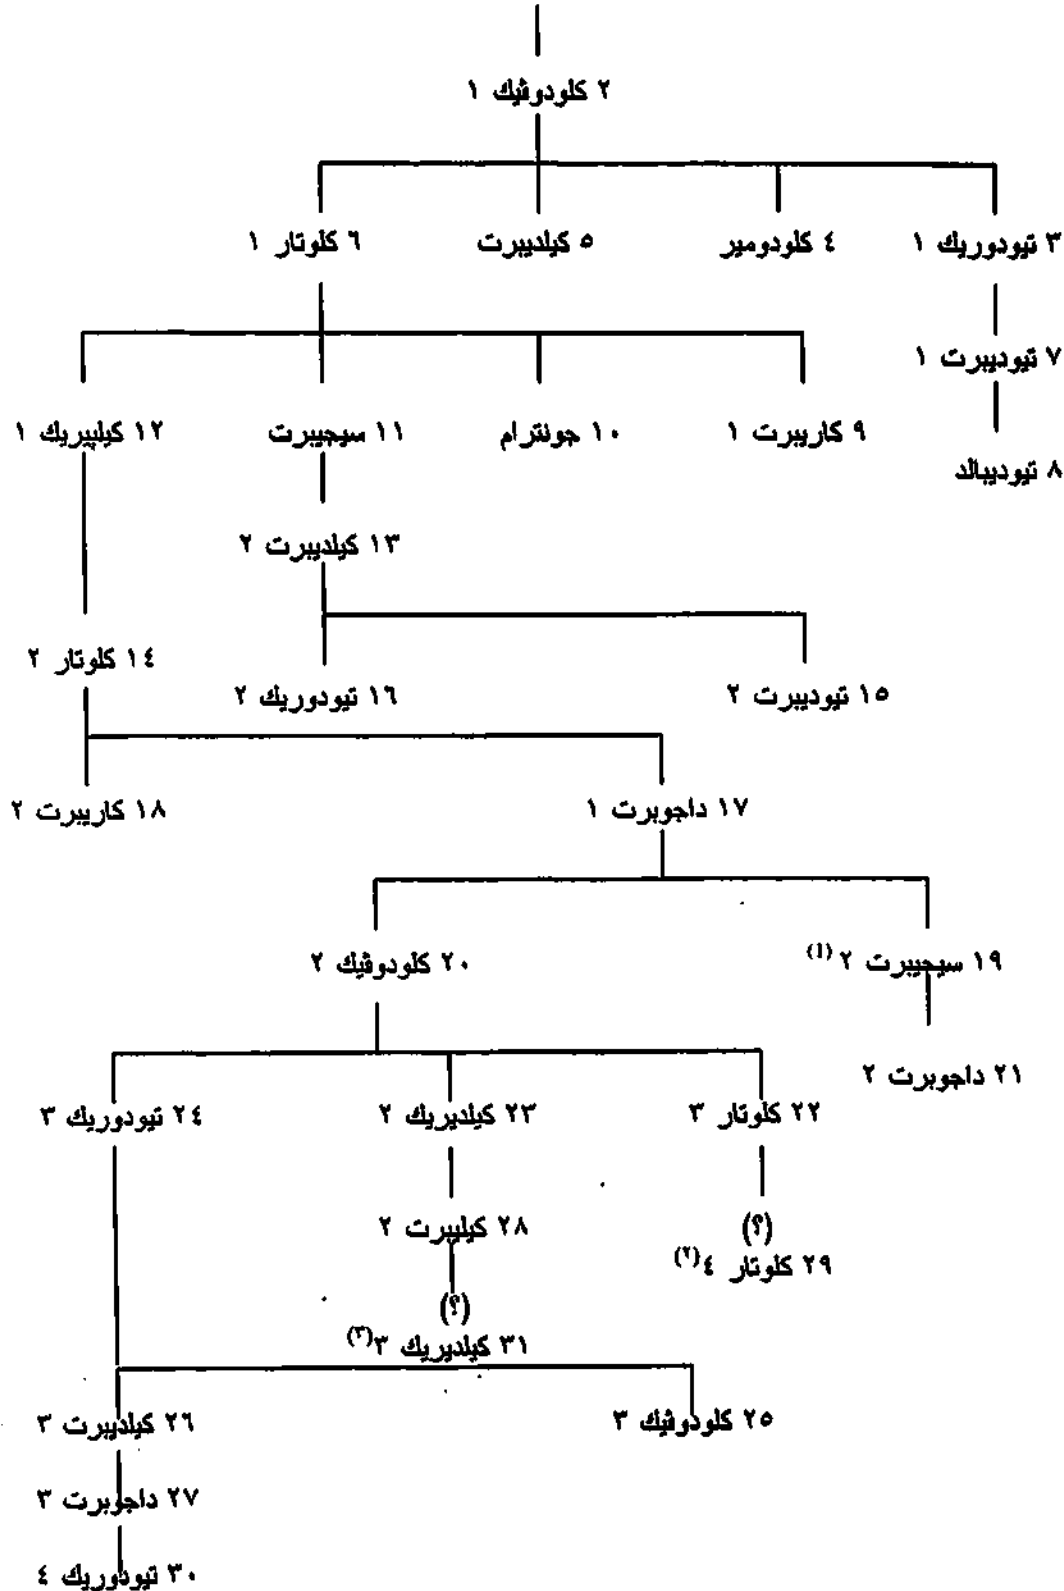 ٢ كلودوڤيك ١
٣ تيودوريك ١
٤ كلودومير
٥ كيلديبرت
٦ كلوتار ١
٧ تيوديبرت ١
٨ تيوديبالد
٩ كاريبرت ١
١٠ جونترام
١١ سيجيبرت
١٢ كيلبيريك ١
١٣ كيلديبرت ٢
١٤ كلوتار ٢
١٥ تيوديبرت ٢
١٦ تيودوريك ٢
١٧ داجوبرت ١
١٨ كاريبرت ٢
١٩ سيجيبرت ٢ (1)
٢٠ كلودوڤيك ٢
٢١ داجوبرت ٢
٢٢ كلوتار ٣
٢٣ كيلديريك ٢
٢٤ تيودوريك ٣
٢٨ كيلبيرت ٢
(؟)
٢٩ كلوتار ٤ (٢)
(؟)
٣١ كيلديريك ٣ (٣)
٢٥ كلودوڤيك ٣
٢٦ كيلديبرت ٣
٢٧ داجوبرت ٣
٣٠ تيودوريك ٤